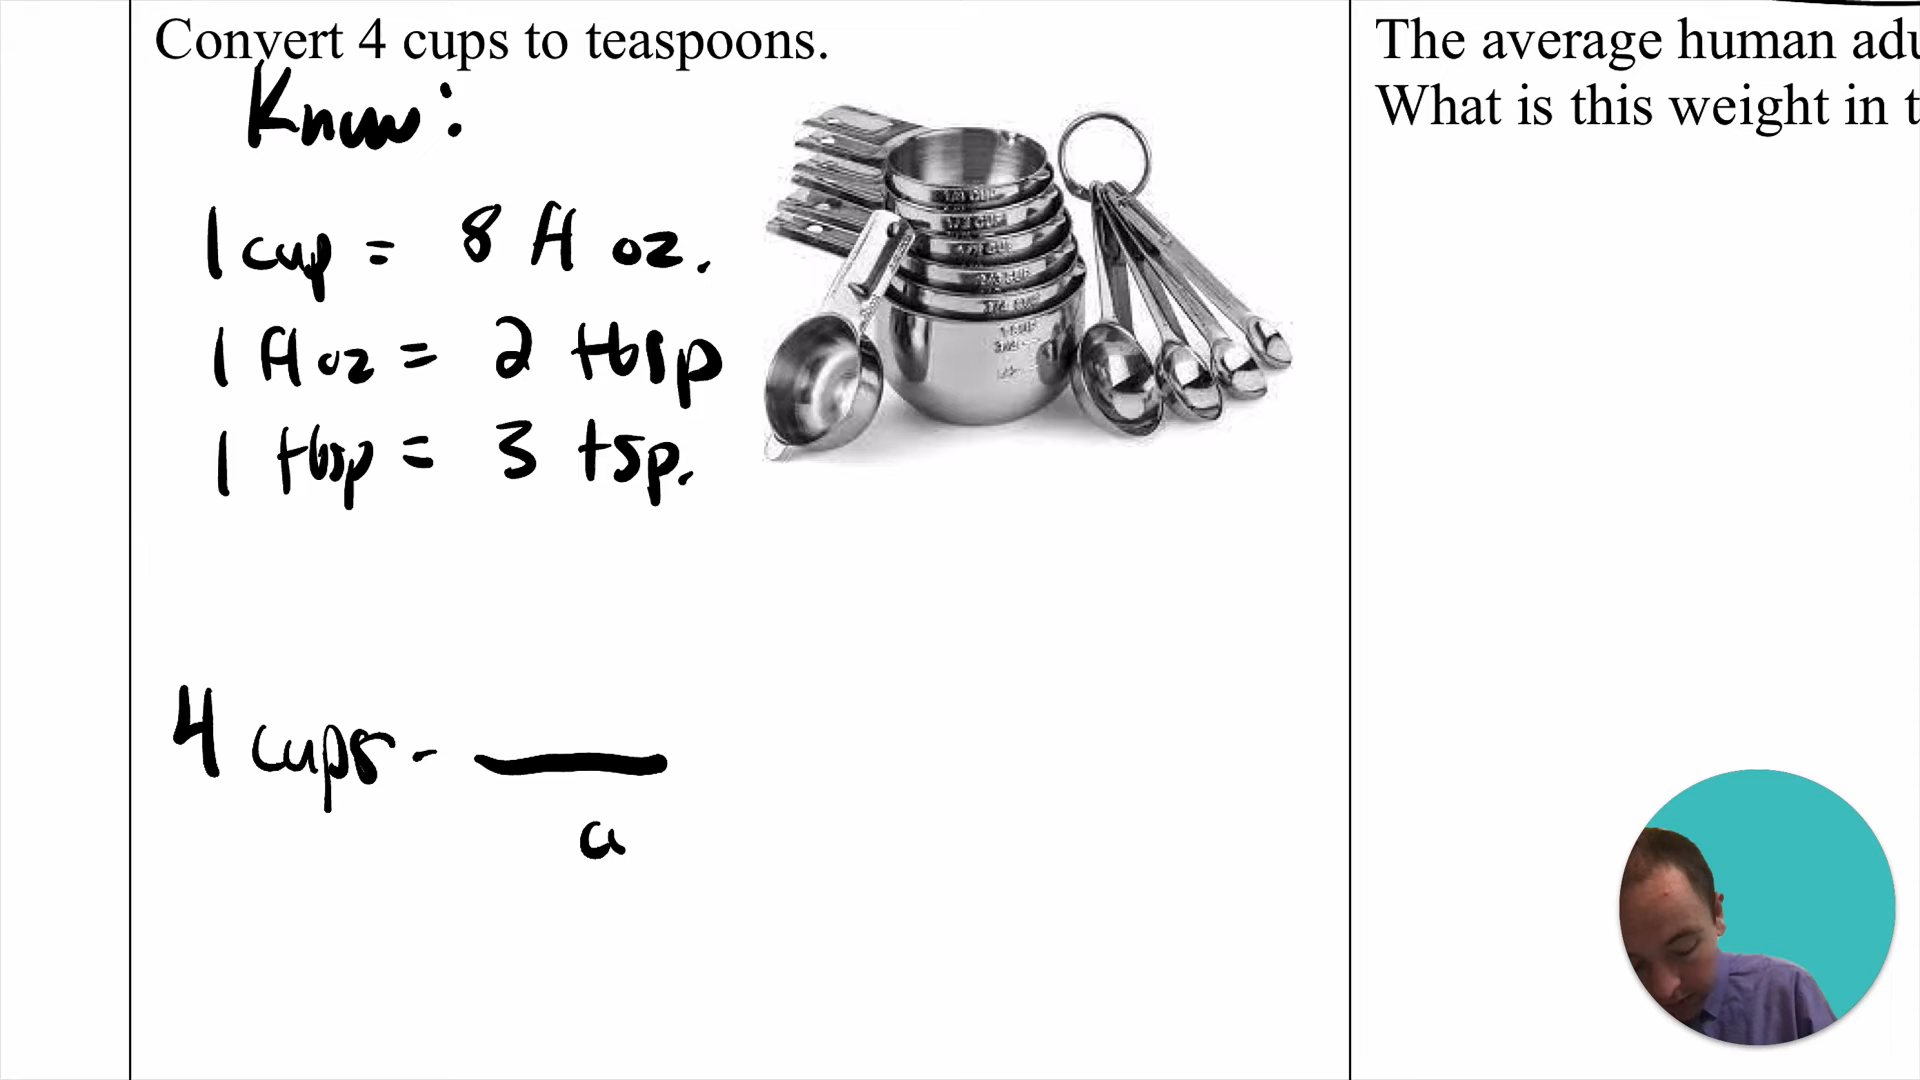 Convert 4 cups to teaspoons.
Know:
1 cup = 8 fl oz.
1 fl oz = 2 tbsp
1 tbsp = 3 tsp.
4 cups ·
c
The average human adu
What is this weight in t